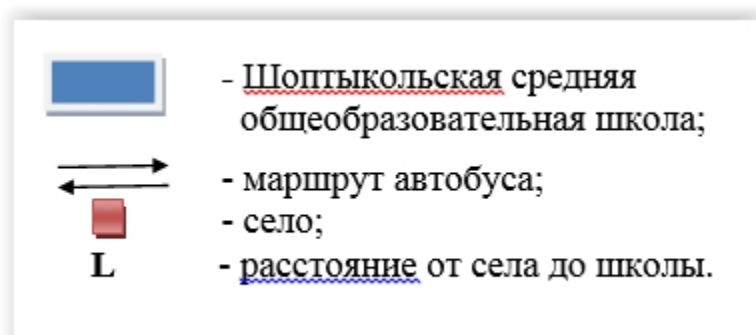 - Шоптыкольская средняя
общеобразовательная школа;
- маршрут автобуса;
- село;
L - расстояние от села до школы.